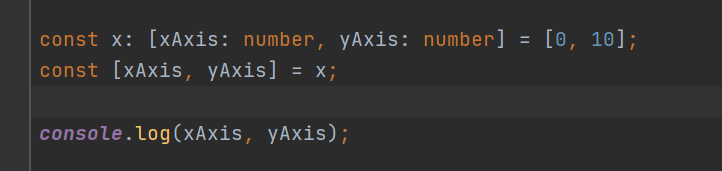 const x: [xAxis: number, yAxis: number] = [0, 10];
const [xAxis, yAxis] = x;
console.log(xAxis, yAxis);